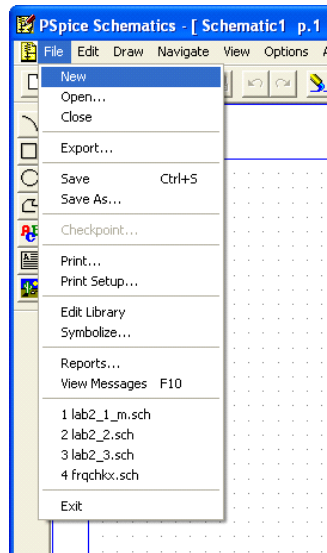 PSpice Schematics - [ Schematic1 p.1
File Edit Draw Navigate View Options
New
Open...
Close
Export...
Save Ctrl+S
Save As...
Checkpoint...
Print...
Print Setup...
Edit Library
Symbolize...
Reports...
View Messages F10
1 lab2_1_m.sch
2 lab2_2.sch
3 lab2_3.sch
4 frqchkx.sch
Exit